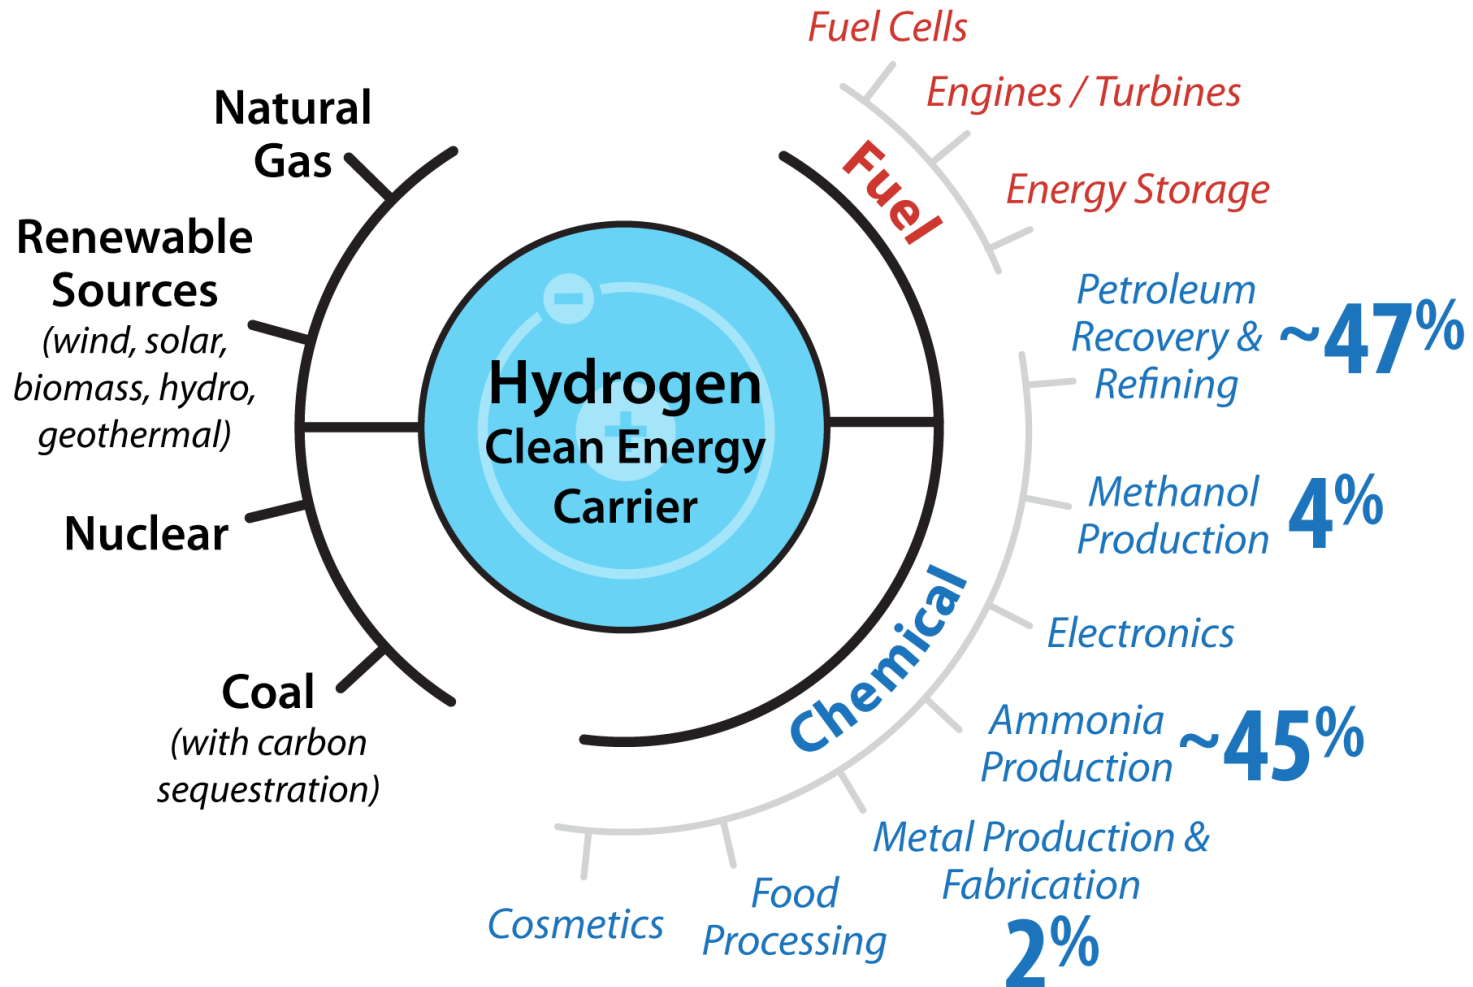 Natural
Gas
Renewable
Sources
(wind, solar,
biomass, hydro,
geothermal)
Nuclear
Coal
(with carbon
sequestration)
Hydrogen
Clean Energy
Carrier
Fuel
Fuel Cells
Engines / Turbines
Energy Storage
Chemical
Petroleum
Recovery &
Refining
~47%
Methanol
Production
4%
Electronics
Ammonia
Production
~45%
Metal Production &
Fabrication
2%
Food
Processing
Cosmetics